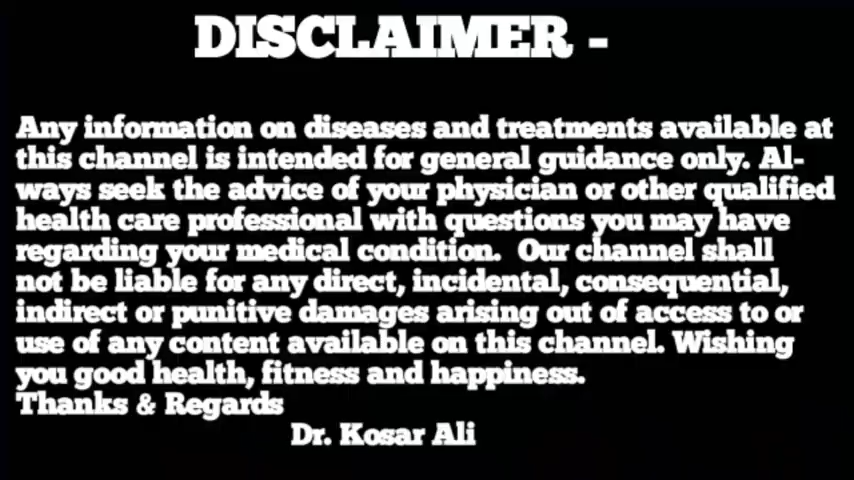 DISCLAIMER -
Any information on diseases and treatments available at
this channel is intended for general guidance only. Al-
ways seek the advice of your physician or other qualified
health care professional with questions you may have
regarding your medical condition.  Our channel shall
not be liable for any direct, incidental, consequential,
indirect or punitive damages arising out of access to or
use of any content available on this channel. Wishing
you good health, fitness and happiness.
Thanks & Regards
Dr. Kosar Ali